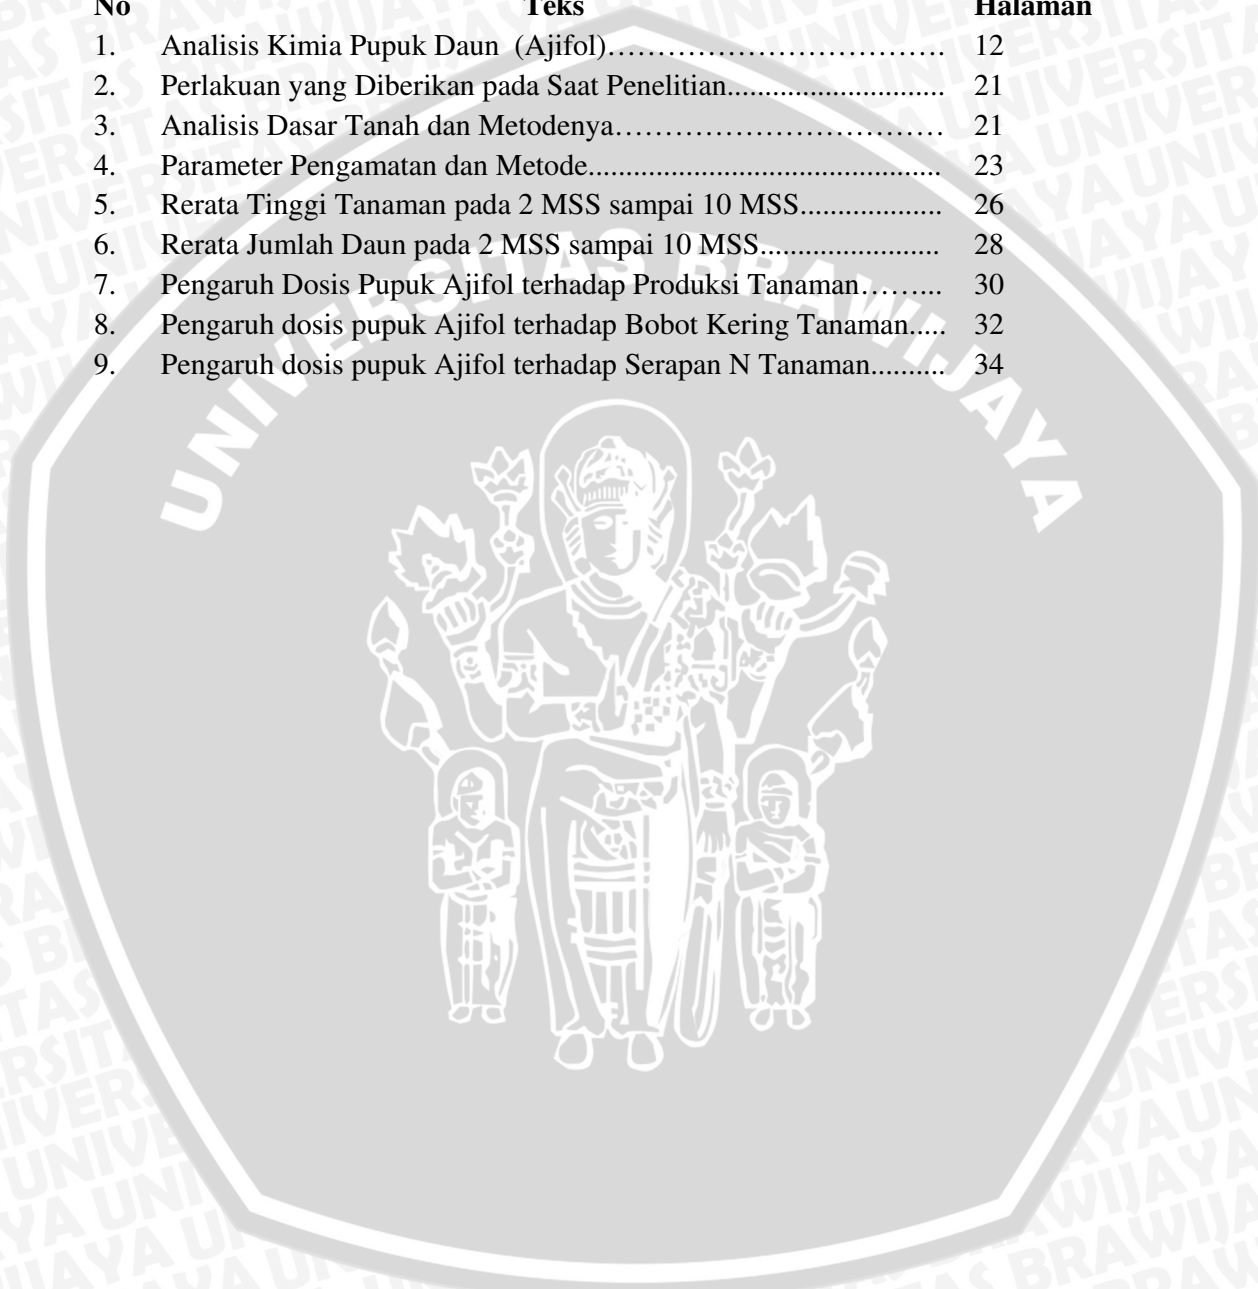 No Teks Halaman
1. Analisis Kimia Pupuk Daun (Ajifol)…………………………… 12
2. Perlakuan yang Diberikan pada Saat Penelitian............................ 21
3. Analisis Dasar Tanah dan Metodenya…………………………… 21
4. Parameter Pengamatan dan Metode.............................................. 23
5. Rerata Tinggi Tanaman pada 2 MSS sampai 10 MSS................... 26
6. Rerata Jumlah Daun pada 2 MSS sampai 10 MSS....................... 28
7. Pengaruh Dosis Pupuk Ajifol terhadap Produksi Tanaman……... 30
8. Pengaruh dosis pupuk Ajifol terhadap Bobot Kering Tanaman..... 32
9. Pengaruh dosis pupuk Ajifol terhadap Serapan N Tanaman.......... 34
UNIVERSITAS BRAWIJAYA